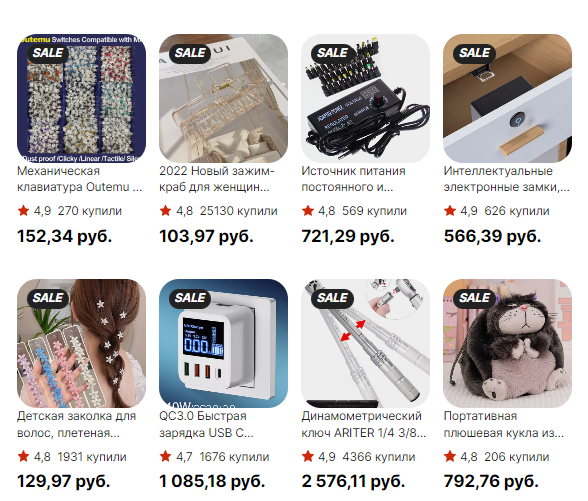 Outemu Switches Compatible with M
SALE
SALE
SALE
SALE
Dust proof /Clicky /Linear /Tactile/ Sile
Механическая
клавиатура Outemu ...
4,9 270 купили
152,34 руб.
2022 Новый зажим-
краб для женщин...
4,8 25130 купили
103,97 руб.
Источник питания
постоянного и...
4,8 569 купили
721,29 руб.
Интеллектуальные
электронные замки,...
4,9 626 купили
566,39 руб.
SALE
SALE
SALE
SALE
Детская заколка для
волос, плетеная...
4,8 1931 купили
129,97 руб.
QC3.0 Быстрая
зарядка USB C...
4,7 1676 купили
1 085,18 руб.
Динамометрический
ключ ARITER 1/4 3/8...
4,9 4366 купили
2 576,11 руб.
Портативная
плюшевая кукла из...
4,8 206 купили
792,76 руб.